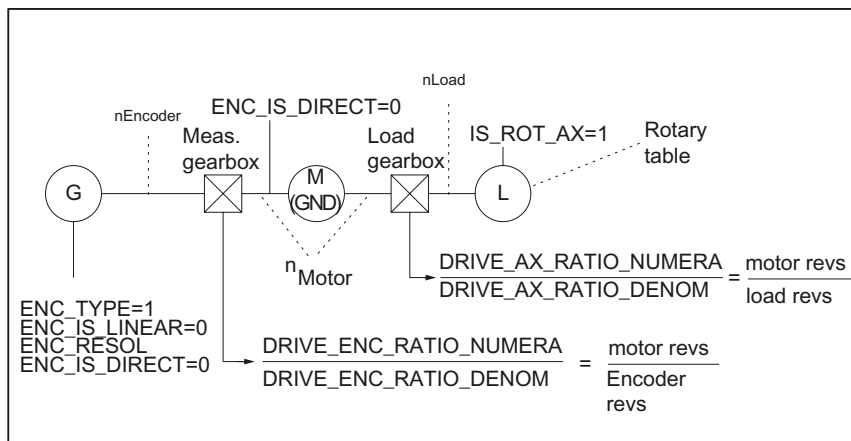 nLoad
nEncoder
ENC_IS_DIRECT=0
Meas.
gearbox
Load
gearbox
IS_ROT_AX=1
Rotary
table
G
M
(GND)
L
nMotor
DRIVE_AX_RATIO_NUMERA
DRIVE_AX_RATIO_DENOM
=
motor revs
load revs
ENC_TYPE=1
ENC_IS_LINEAR=0
ENC_RESOL
ENC_IS_DIRECT=0
DRIVE_ENC_RATIO_NUMERA
DRIVE_ENC_RATIO_DENOM
=
motor revs
Encoder
revs